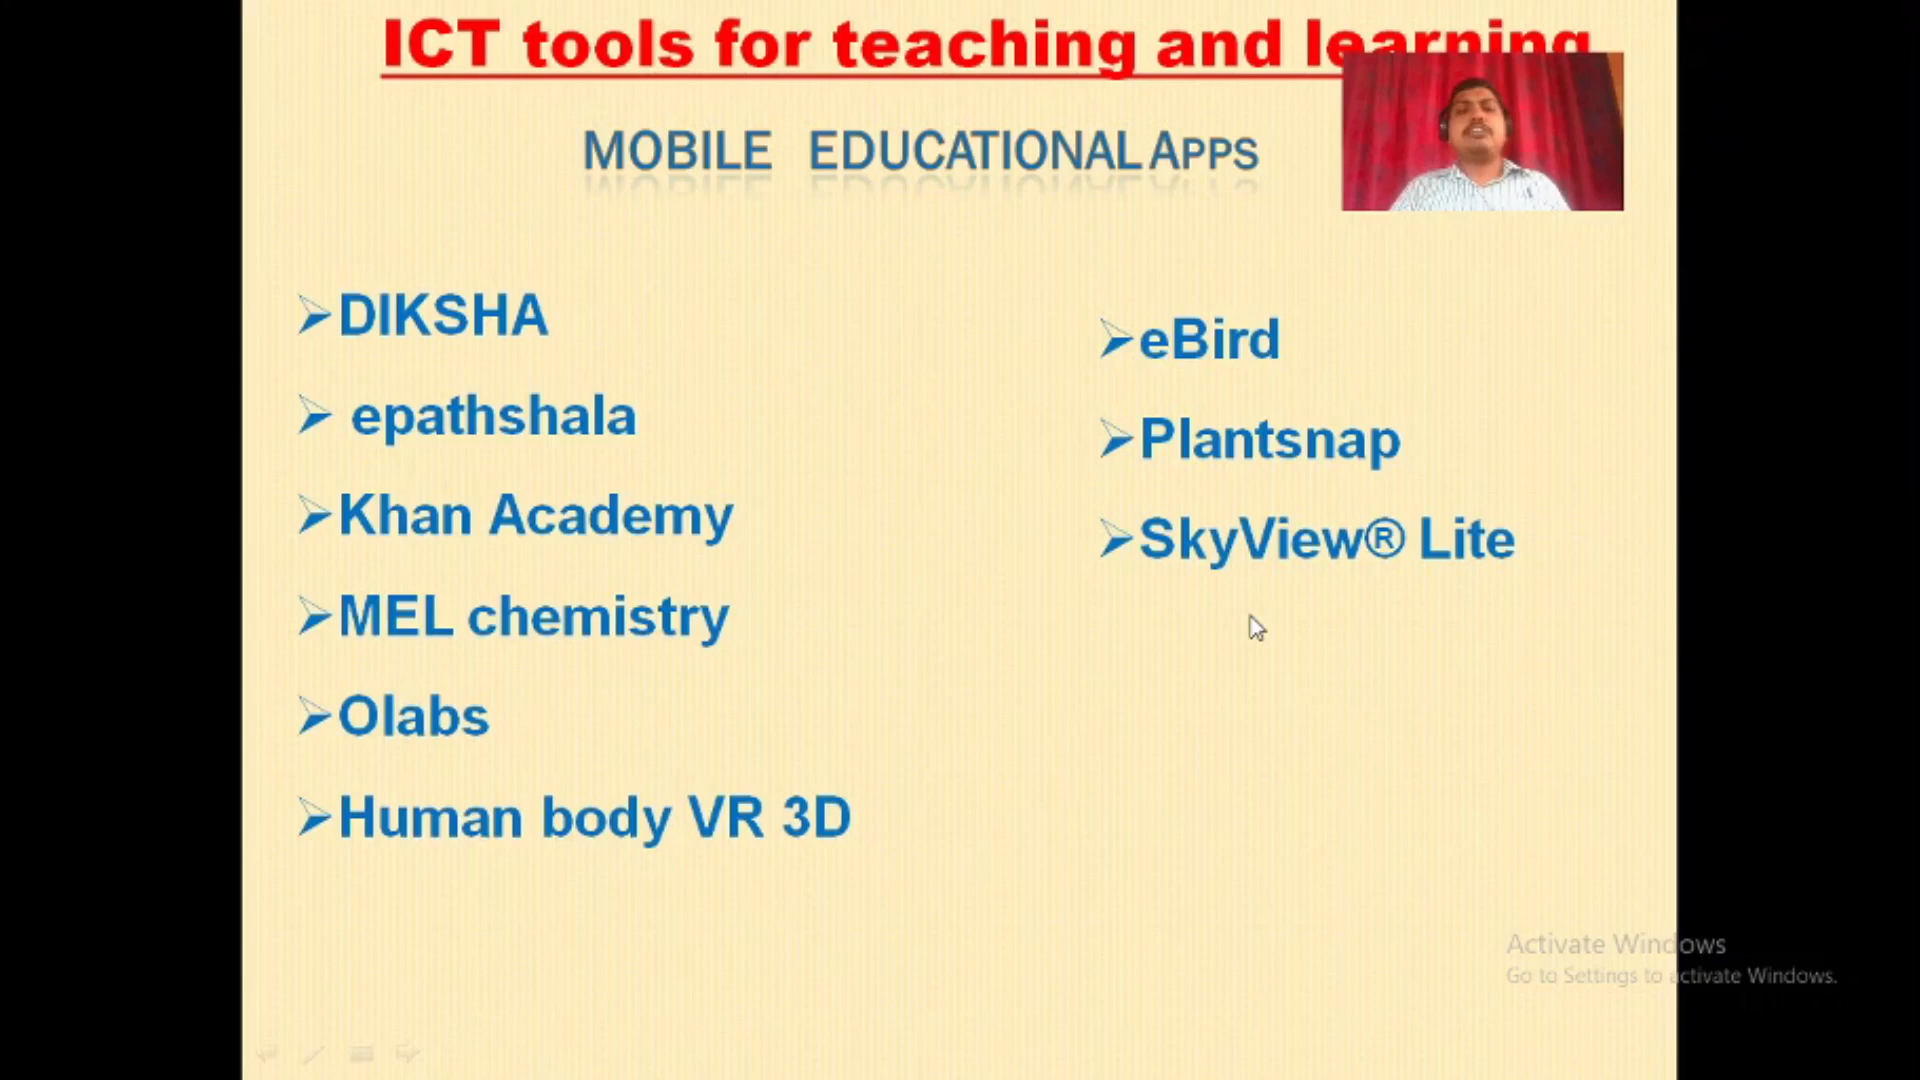 ICT tools for teaching and learning
MOBILE EDUCATIONAL APPS
DIKSHA
epathshala
Khan Academy
MEL chemistry
Olabs
Human body VR 3D
eBird
Plantsnap
SkyView® Lite
Activate Windows
Go to Settings to activate Windows.